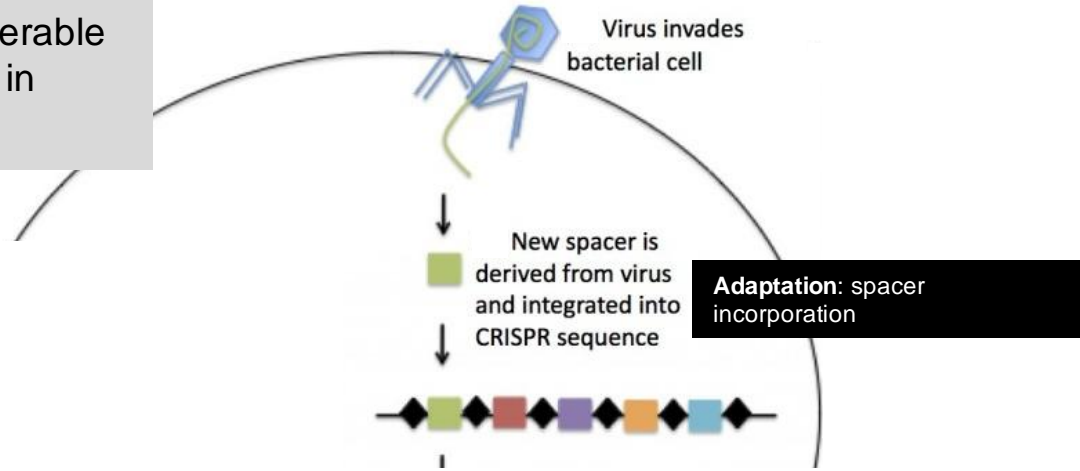 erable
in
Virus invades
bacterial cell
New spacer is
derived from virus
and integrated into
CRISPR sequence
Adaptation: spacer
incorporation